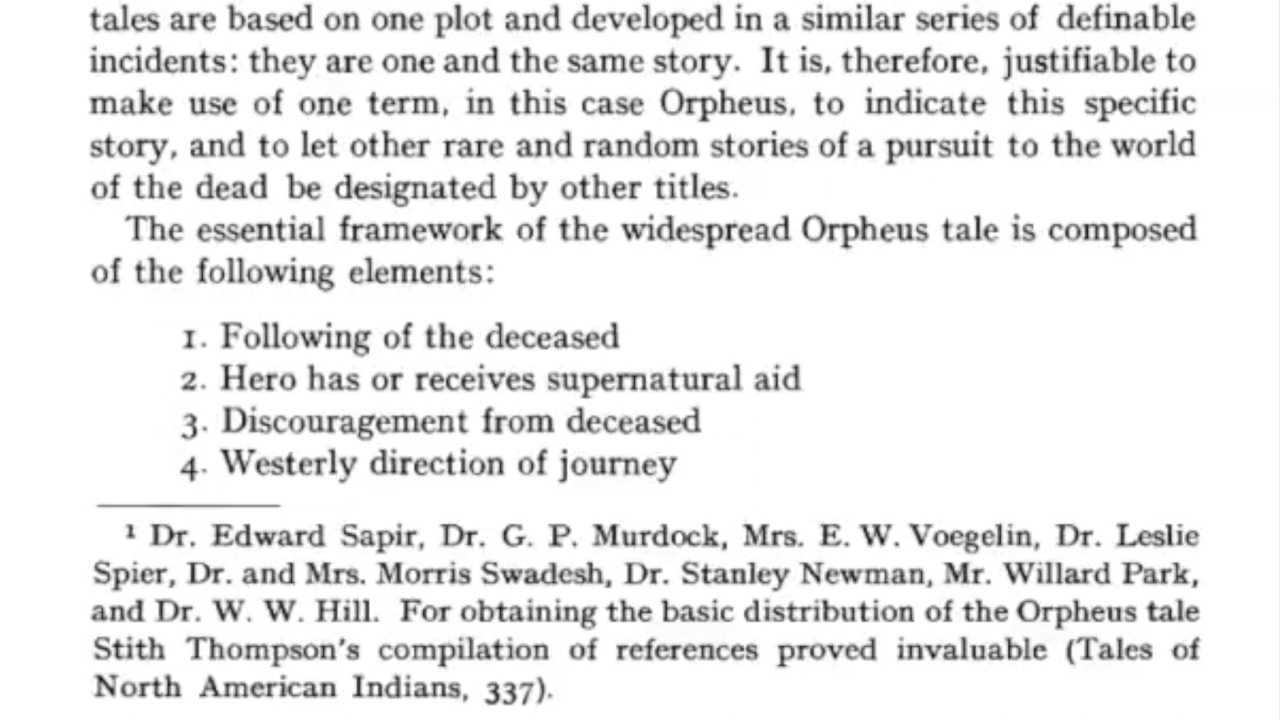 tales are based on one plot and developed in a similar series of definable
incidents: they are one and the same story. It is, therefore, justifiable to
make use of one term, in this case Orpheus, to indicate this specific
story, and to let other rare and random stories of a pursuit to the world
of the dead be designated by other titles.
The essential framework of the widespread Orpheus tale is composed
of the following elements:
1. Following of the deceased
2. Hero has or receives supernatural aid
3. Discouragement from deceased
4. Westerly direction of journey
¹ Dr. Edward Sapir, Dr. G. P. Murdock, Mrs. E. W. Voegelin, Dr. Leslie
Spier, Dr. and Mrs. Morris Swadesh, Dr. Stanley Newman, Mr. Willard Park,
and Dr. W. W. Hill. For obtaining the basic distribution of the Orpheus tale
Stith Thompson's compilation of references proved invaluable (Tales of
North American Indians, 337).